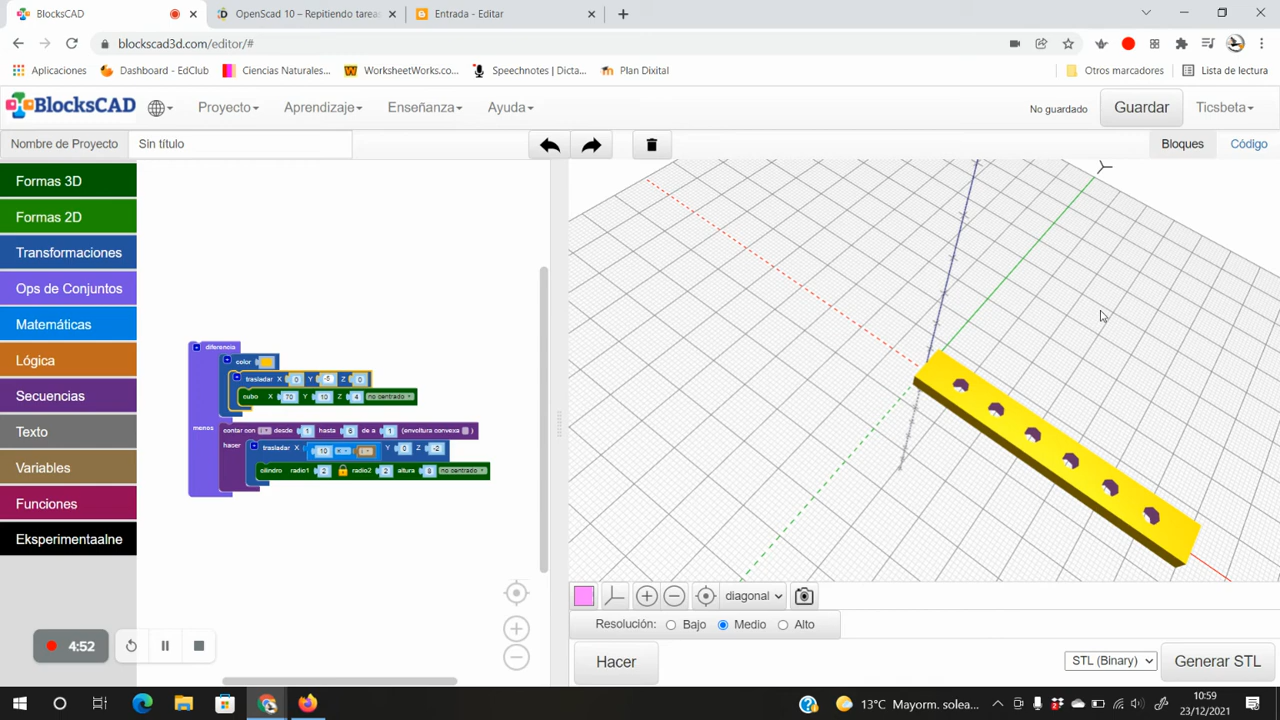 BlocksCAD
OpenScad 10 – Repitiendo tareas
Entrada - Editar
blockscad3d.com/editor/#
Aplicaciones
Dashboard - EdClub
Ciencias Naturales...
WorksheetWorks.co...
Speechnotes | Dicta...
Plan Dixital
Otros marcadores
Lista de lectura
BlocksCAD
Proyecto
Aprendizaje
Enseñanza
Ayuda
No guardado
Guardar
Ticsbeta
Nombre de Proyecto
Sin título
Bloques
Código
Formas 3D
Formas 2D
Transformaciones
Ops de Conjuntos
Matemáticas
Lógica
Secuencias
Texto
Variables
Funciones
Eksperimentaalne
diferencia
color
trasladar X 0 Y -5 Z 0
cubo X 70 Y 10 Z 4 no centrado
menos
contar con i desde 1 hasta 6 de a 1 (envoltura convexa )
hacer
trasladar X 10 × i Y 0 Z -2
cilindro radio1 2 radio2 2 altura 8 no centrado
diagonal
Resolución: Bajo Medio Alto
Hacer
STL (Binary)
Generar STL
4:52
13°C Mayorm. solea...
10:59
23/12/2021